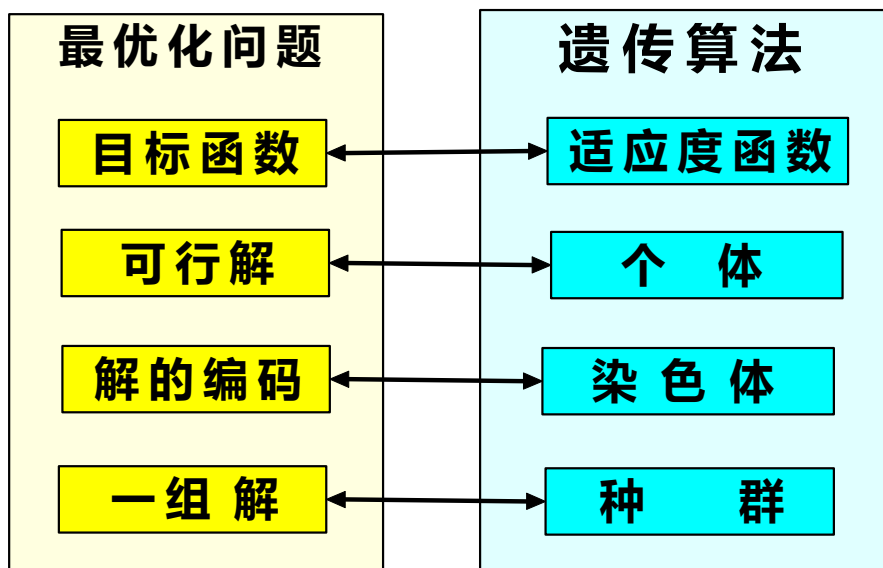 最优化问题
遗传算法
目标函数
适应度函数
可行解
个体
解的编码
染色体
一组解
种群